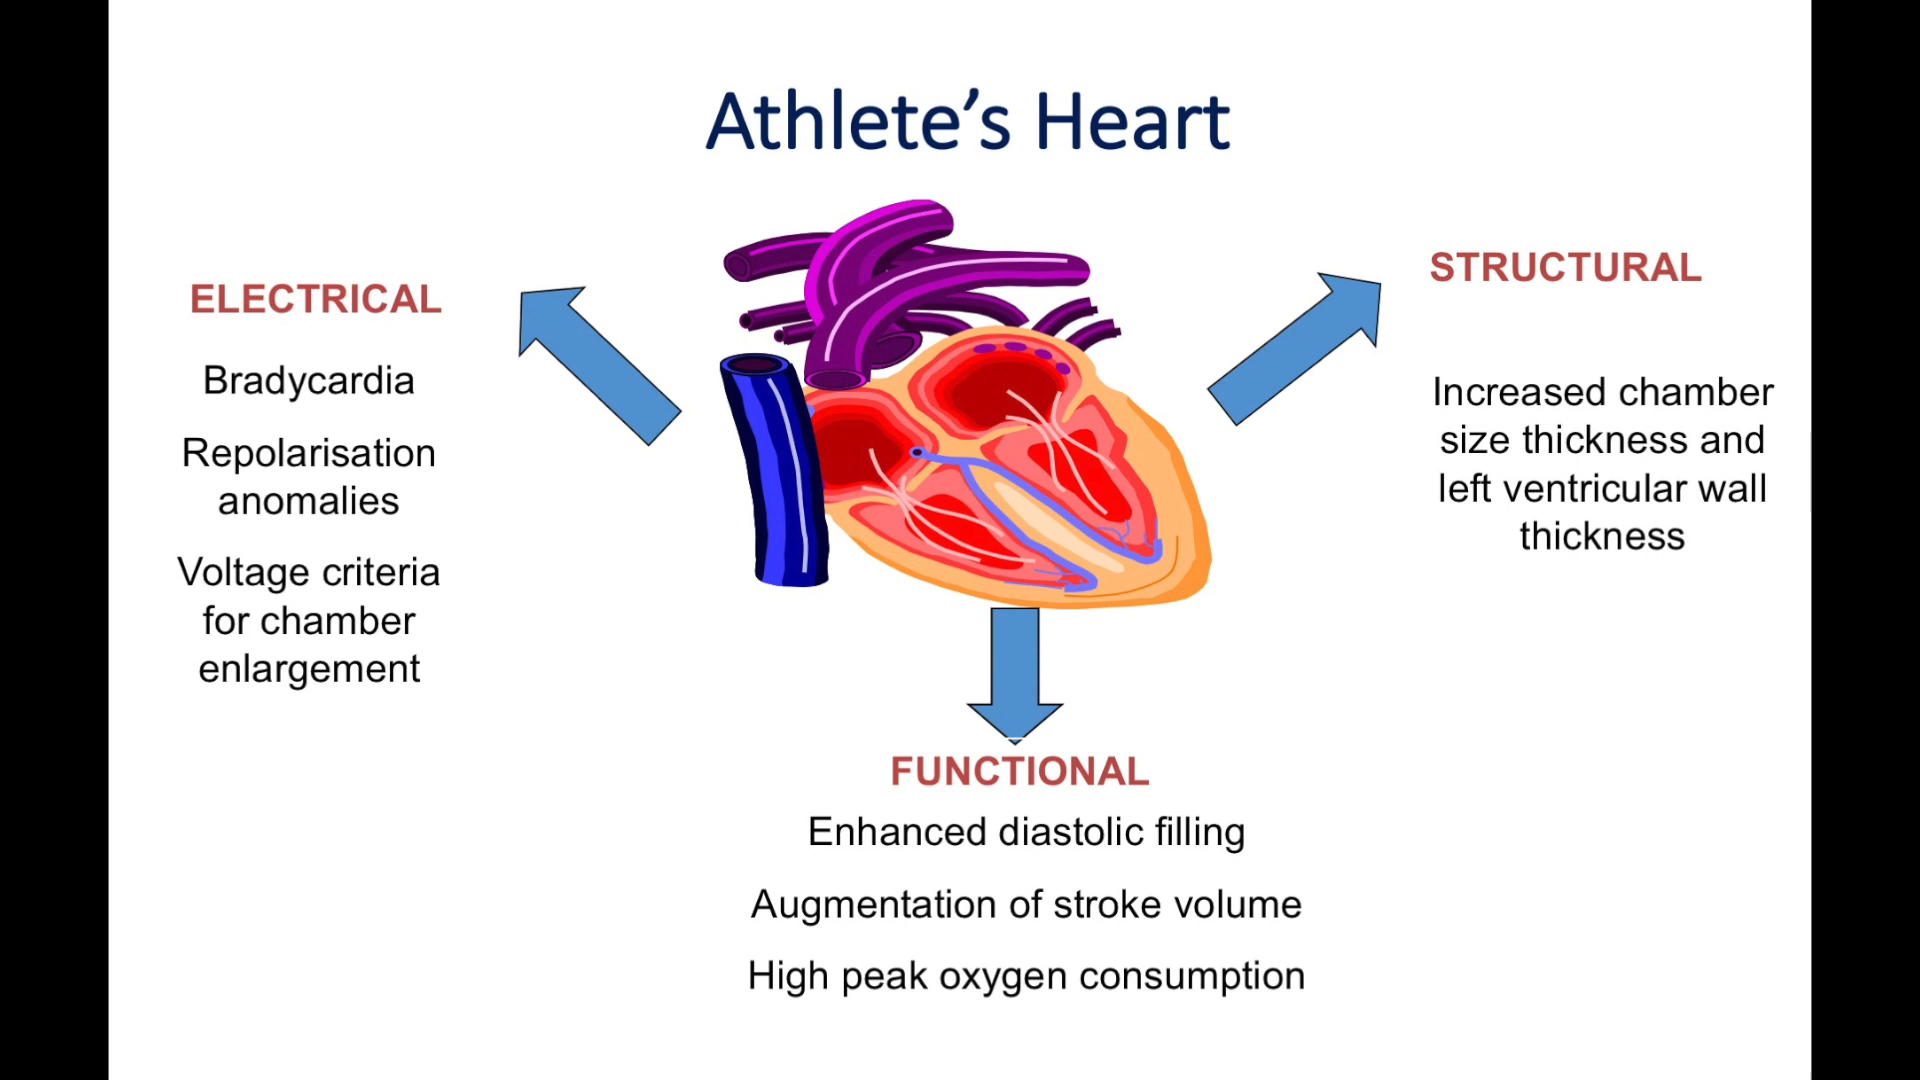 Athlete’s Heart
ELECTRICAL
Bradycardia
Repolarisation
anomalies
Voltage criteria
for chamber
enlargement
STRUCTURAL
Increased chamber
size thickness and
left ventricular wall
thickness
FUNCTIONAL
Enhanced diastolic filling
Augmentation of stroke volume
High peak oxygen consumption